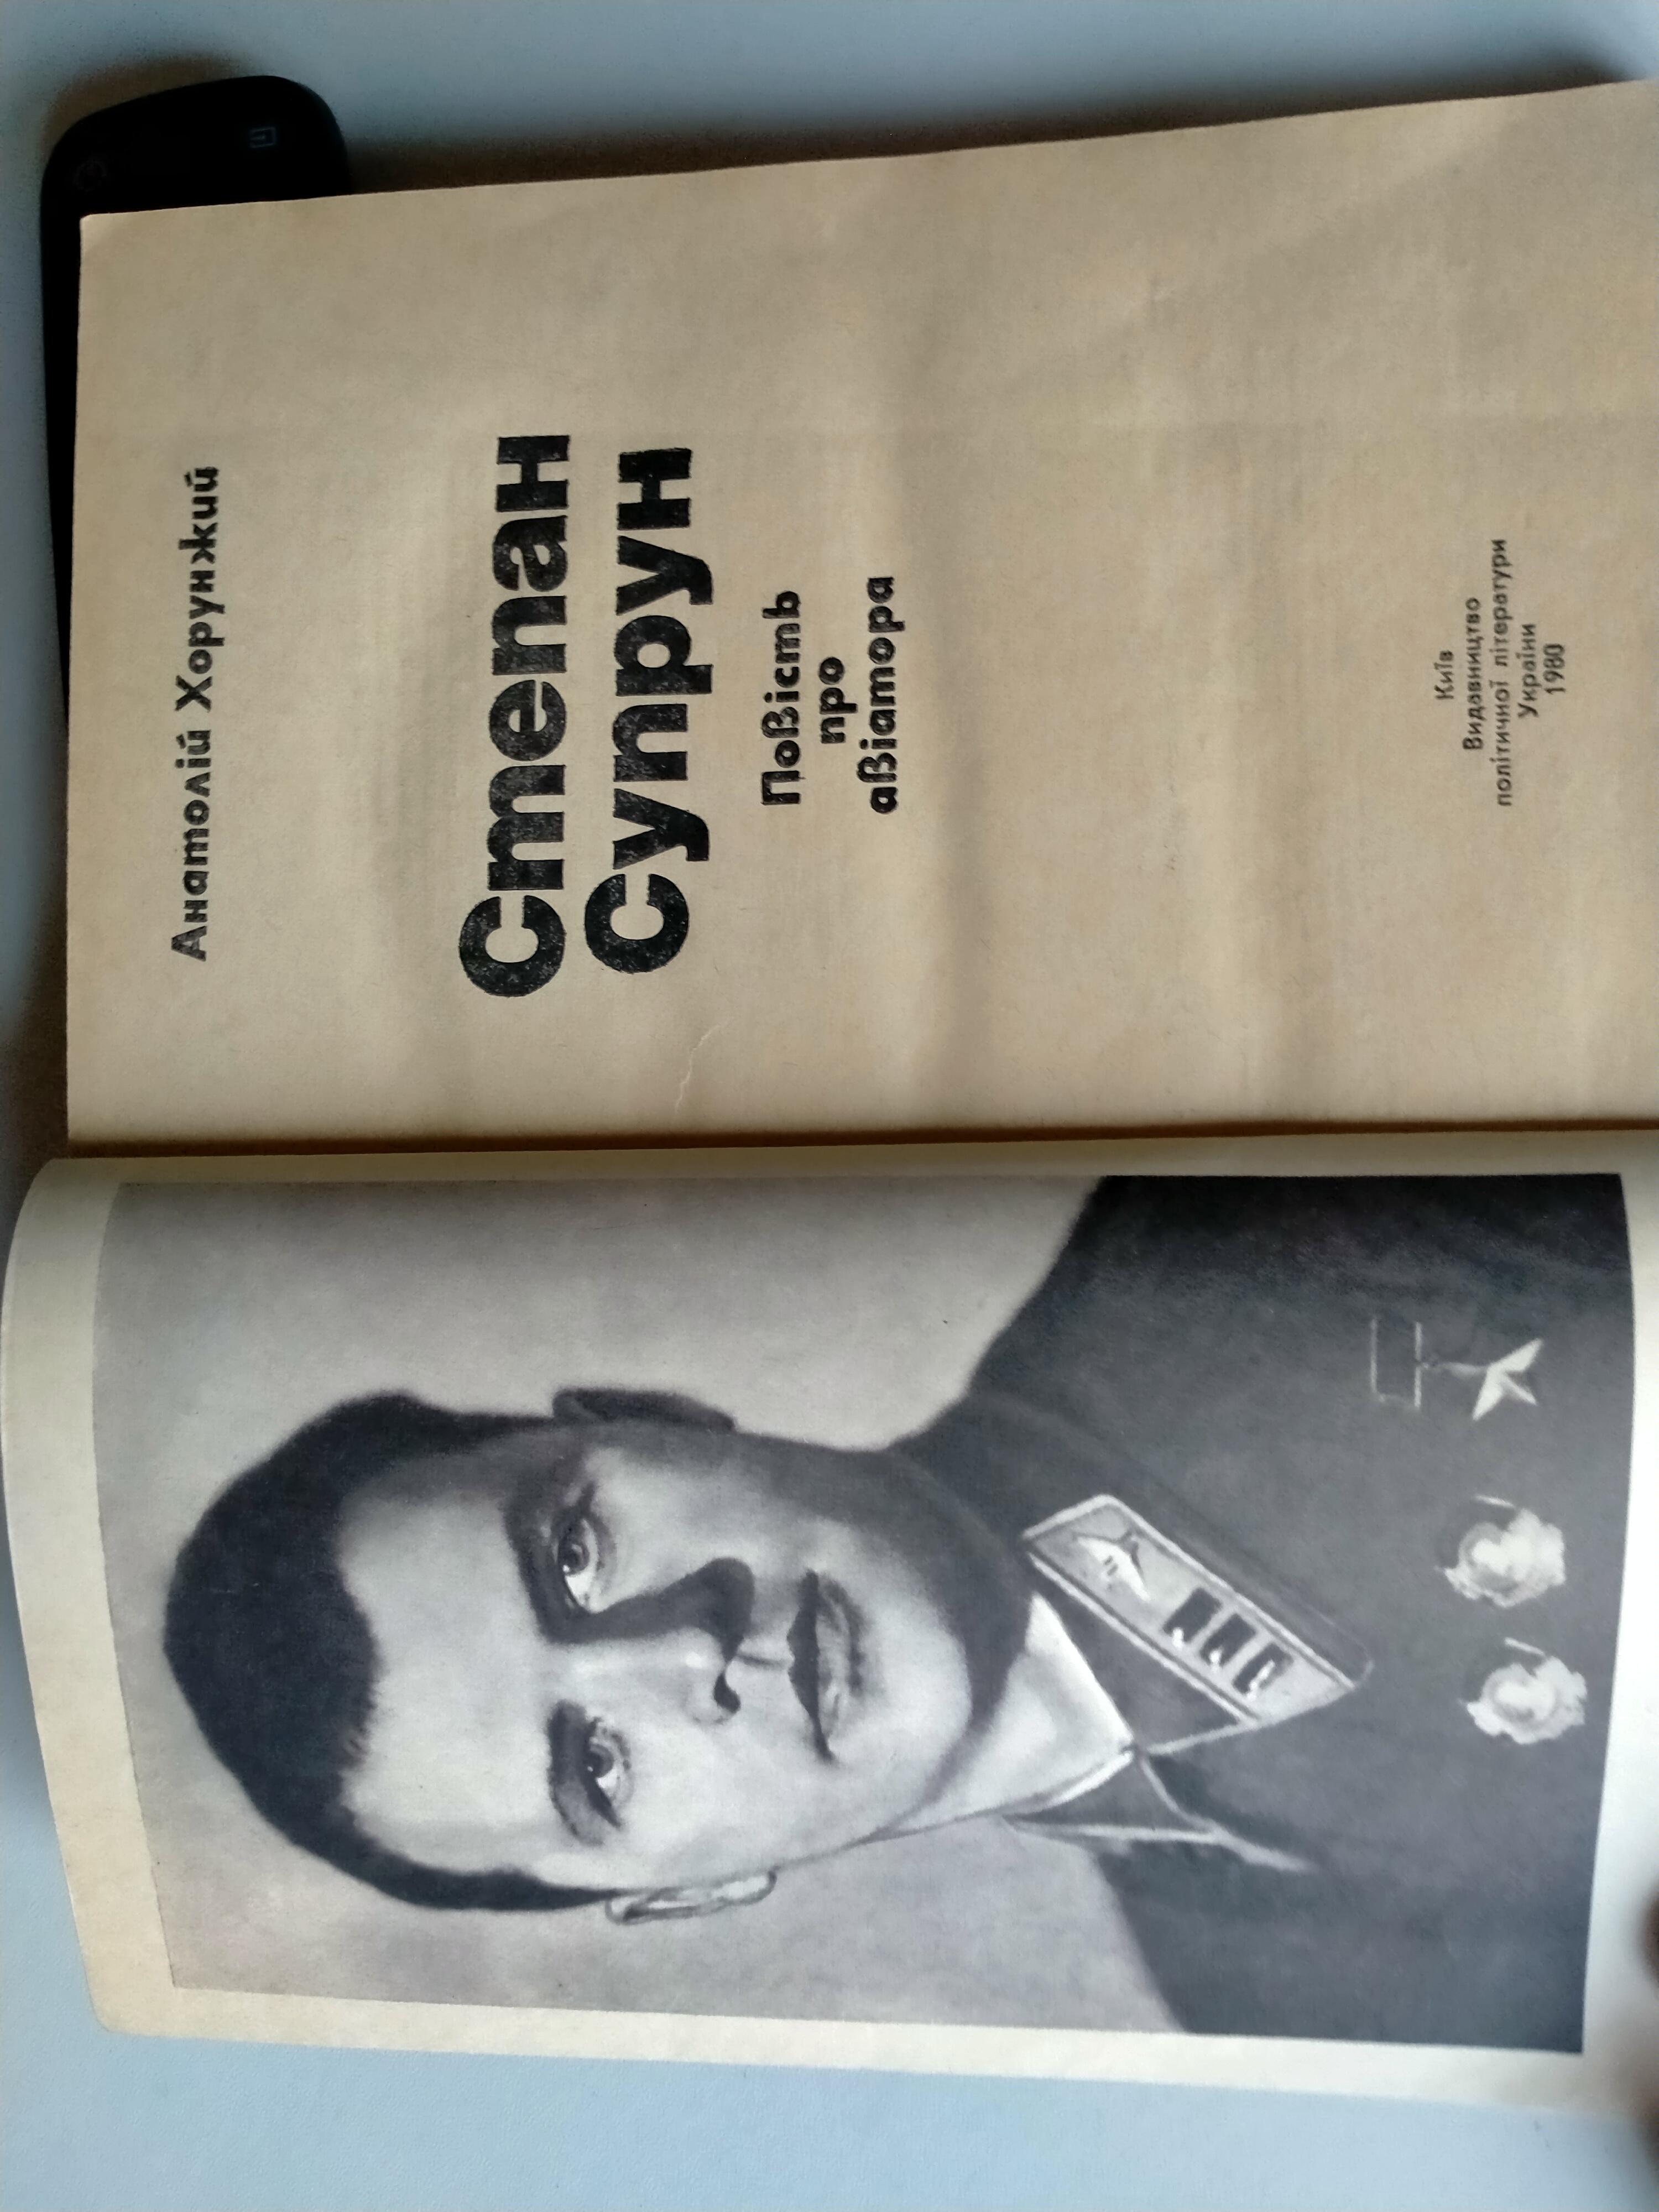 Анатолій Хорунжий
Степан
Супрун
Повість
про
авіатора
Київ
Видавництво
політичної літератури
України
1980